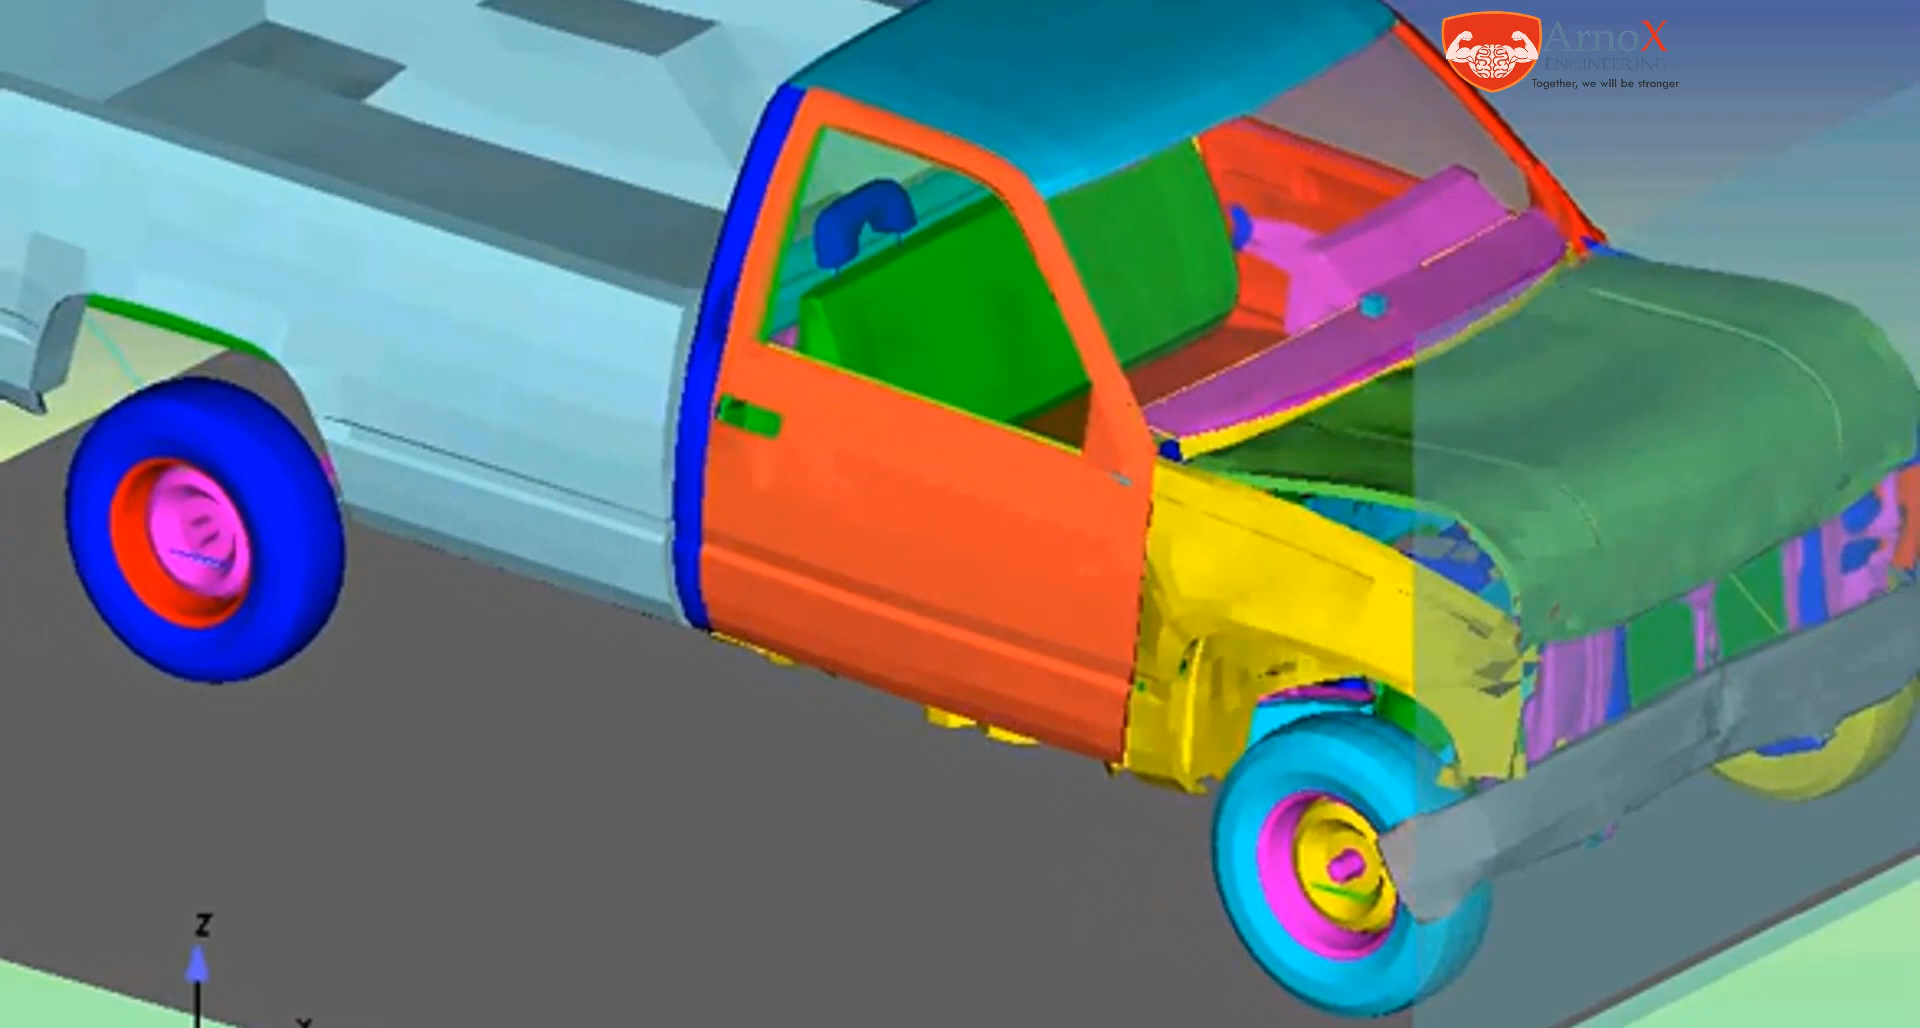 ArnoX
ENGINEERING
Together, we will be stronger
Z
X